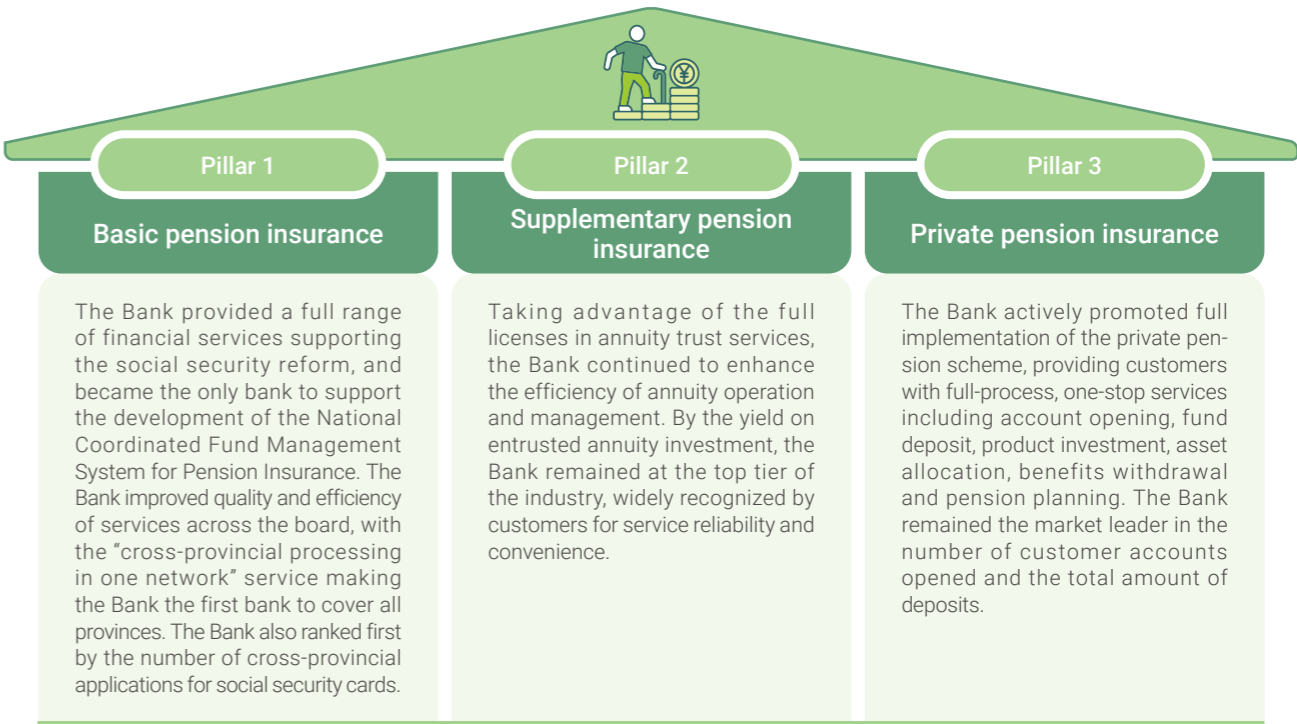 ¥
Pillar 1
Basic pension insurance
The Bank provided a full range
of financial services supporting
the social security reform, and
became the only bank to support
the development of the National
Coordinated Fund Management
System for Pension Insurance. The
Bank improved quality and efficiency
of services across the board, with
the “cross-provincial processing
in one network” service making
the Bank the first bank to cover all
provinces. The Bank also ranked first
by the number of cross-provincial
applications for social security cards.
Pillar 2
Supplementary pension
insurance
Taking advantage of the full
licenses in annuity trust services,
the Bank continued to enhance
the efficiency of annuity operation
and management. By the yield on
entrusted annuity investment, the
Bank remained at the top tier of
the industry, widely recognized by
customers for service reliability and
convenience.
Pillar 3
Private pension insurance
The Bank actively promoted full
implementation of the private pen-
sion scheme, providing customers
with full-process, one-stop services
including account opening, fund
deposit, product investment, asset
allocation, benefits withdrawal
and pension planning. The Bank
remained the market leader in the
number of customer accounts
opened and the total amount of
deposits.